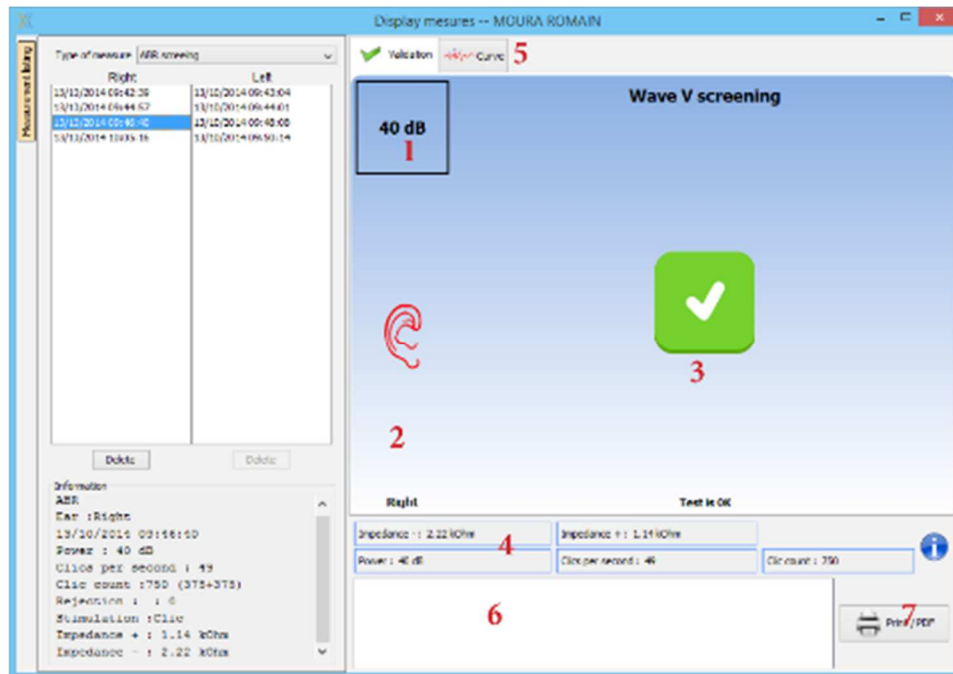 Display mesures -- MOURA ROMAIN
Measurement listing
Type of measure ABR screeing
Right Left
13/10/2014 09:42:39 13/10/2014 09:43:04
13/10/2014 09:44:57 13/10/2014 09:44:01
13/10/2014 09:46:40 13/10/2014 09:48:08
13/10/2014 10:05:16 13/10/2014 09:50:14
Delete Delete
Information
ABR
Ear :Right
13/10/2014 09:46:40
Power : 40 dB
Clics per second : 49
Clic count :750 (375+375)
Rejection : : 0
Stimulation :Clic
Impedance + : 1.14 kOhm
Impedance - : 2.22 kOhm
Validation Curve 5
Wave V screening
40 dB
1
2
3
Right Test is OK
Impedance - : 2.22 kOhm Impedance + : 1.14 kOhm
4
Power : 40 dB Clics per second : 49 Clic count : 750
6
7
Print / PDF